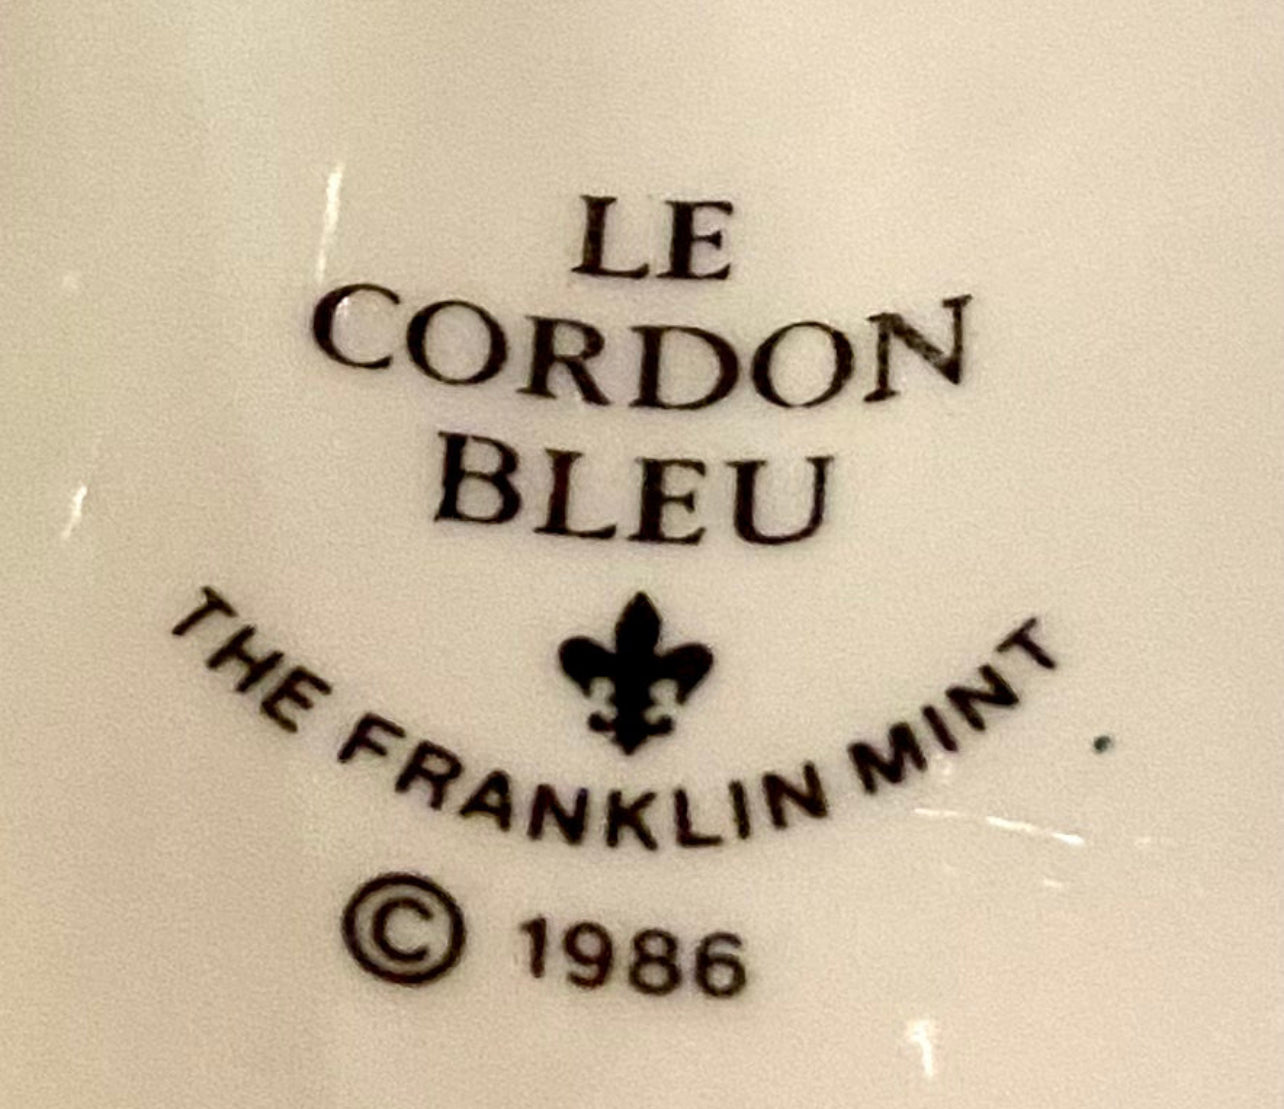 LE
CORDON
BLEU
THE FRANKLIN MINT
© 1986